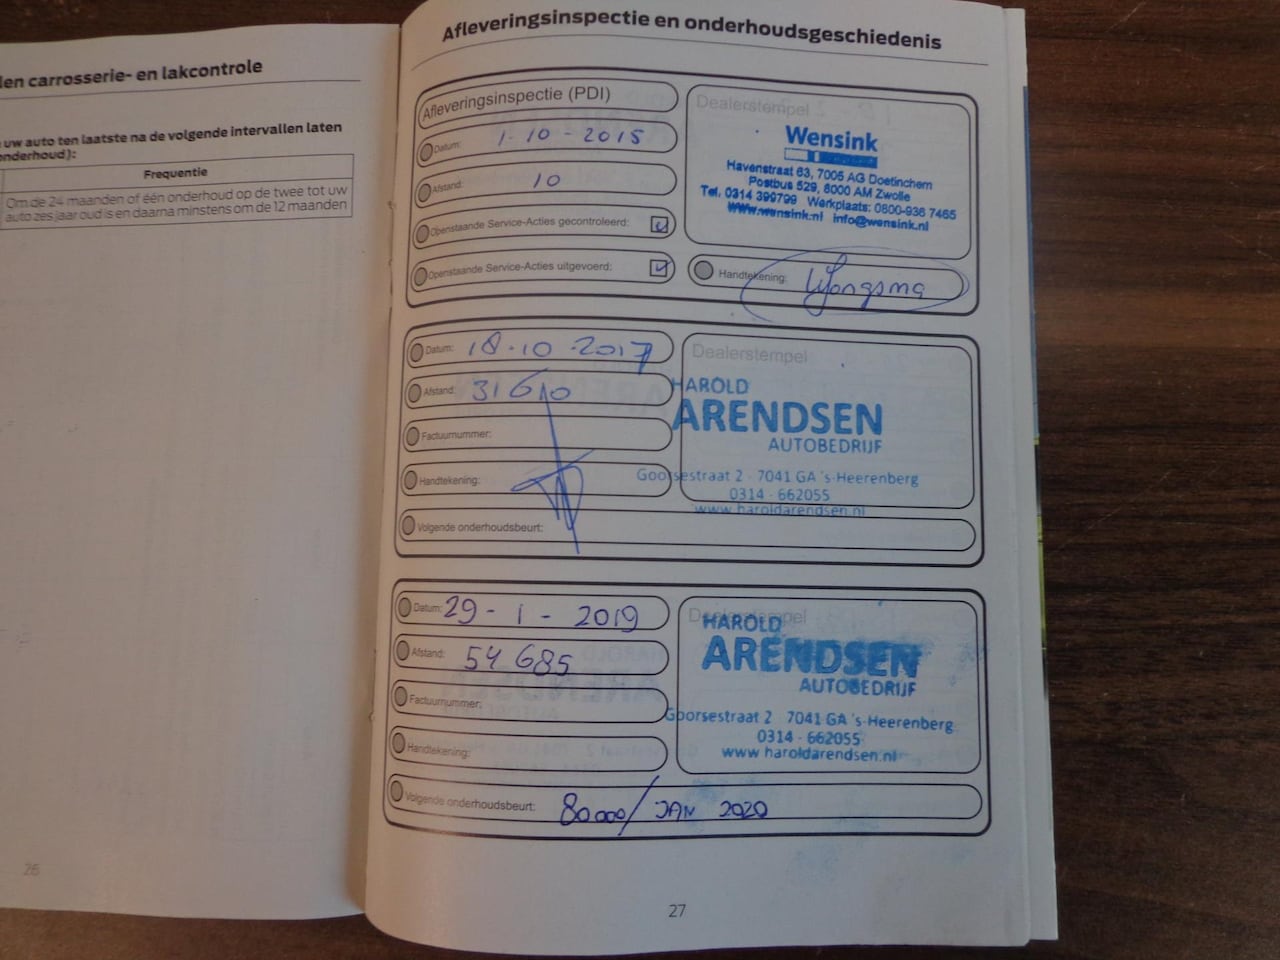 len carrosserie- en lakcontrole
uw auto ten laatste na de volgende intervallen laten
onderhoud):
Frequentie
Om de 24 maanden of één onderhoud op de twee tot uw
auto zes jaar oud is en daarna minstens om de 12 maanden
26
Afleveringsinspectie en onderhoudsgeschiedenis
Afleveringsinspectie (PDI)
Datum: 1-10-2015
Afstand: 10
Openstaande Service-Acties gecontroleerd:
Openstaande Service-Acties uitgevoerd:
Dealerstempel
Wensink
Havenstraat 63, 7005 AG Doetinchem
Postbus 529, 8000 AM Zwolle
Tel. 0314 399799 Werkplaats: 0800-936 7465
www.wensink.nl info@wensink.nl
Handtekening:
Datum: 18-10-2017
Afstand: 31610
Factuurnummer:
Handtekening:
Volgende onderhoudsbeurt:
Dealerstempel
HAROLD
ARENDSEN
AUTOBEDRIJF
Goorsestraat 2 - 7041 GA 's-Heerenberg
0314 - 662055
www.haroldarendsen.nl
Datum: 29-1-2019
Afstand: 54 685
Factuurnummer:
Handtekening:
Volgende onderhoudsbeurt: 80.000/ JAN 2020
Dealerstempel
HAROLD
ARENDSEN
AUTOBEDRIJF
Goorsestraat 2 7041 GA 's-Heerenberg
0314 - 662055
www.haroldarendsen.nl
27